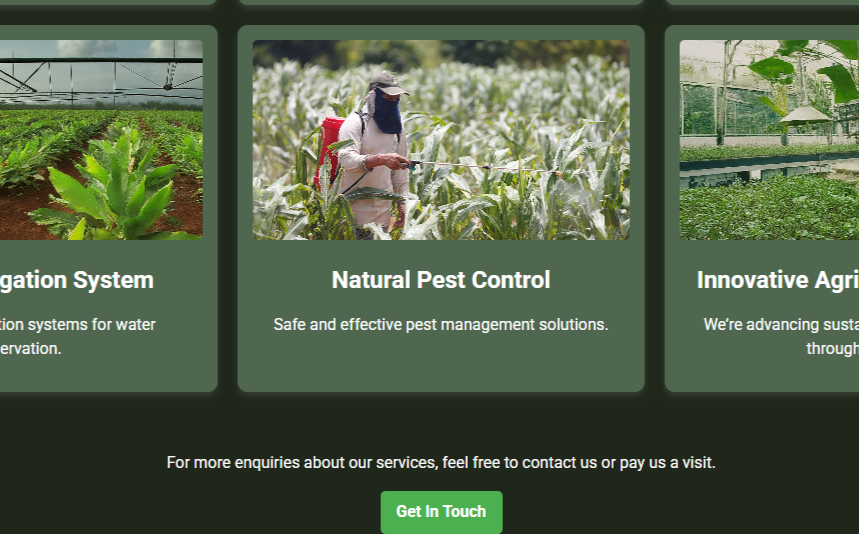 gation System
Natural Pest Control
Innovative Agri
tion systems for water
ervation.
Safe and effective pest management solutions.
We’re advancing susta
through
For more enquiries about our services, feel free to contact us or pay us a visit.
Get In Touch